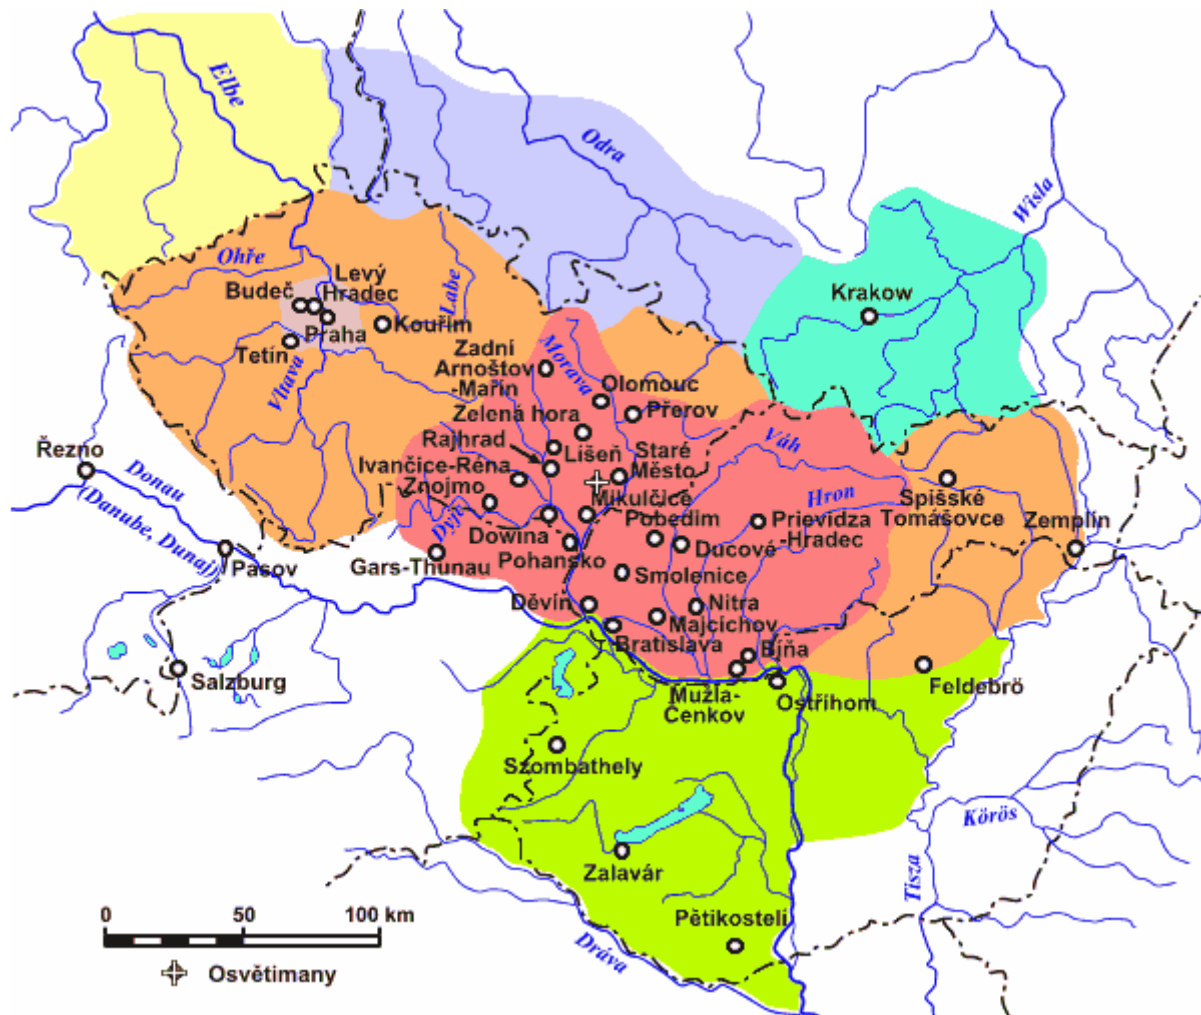 Elbe
Odra
Wisla
Ohře
Levý
Budeč
Hradec
Labe
Krakow
Praha
Kouřim
Tetín
Vltava
Zadní
Arnoštov
-Mařín
Morava
Olomouc
Přerov
Zelená hora
Rajhrad
Lišeň
Staré
Město
Váh
Řezno
Ivančice-Réna
Znojmo
Hron
Spišské
Tomášovce
Donau
(Danube, Dunaj)
Mikulčice
Pobedim
Prievidza
-Hradec
Zemplín
Dyje
Dowina
Pohansko
Ducové
Pasov
Gars-Thunau
Smolenice
Děvín
Nitra
Majcichov
Bratislava
Bíňa
Salzburg
Feldebrö
Mužla-
Čenkov
Ostříhom
Szombathely
Körös
Zalavár
Tisza
Pětikostelí
0 50 100 km
Dráva
Osvětimany